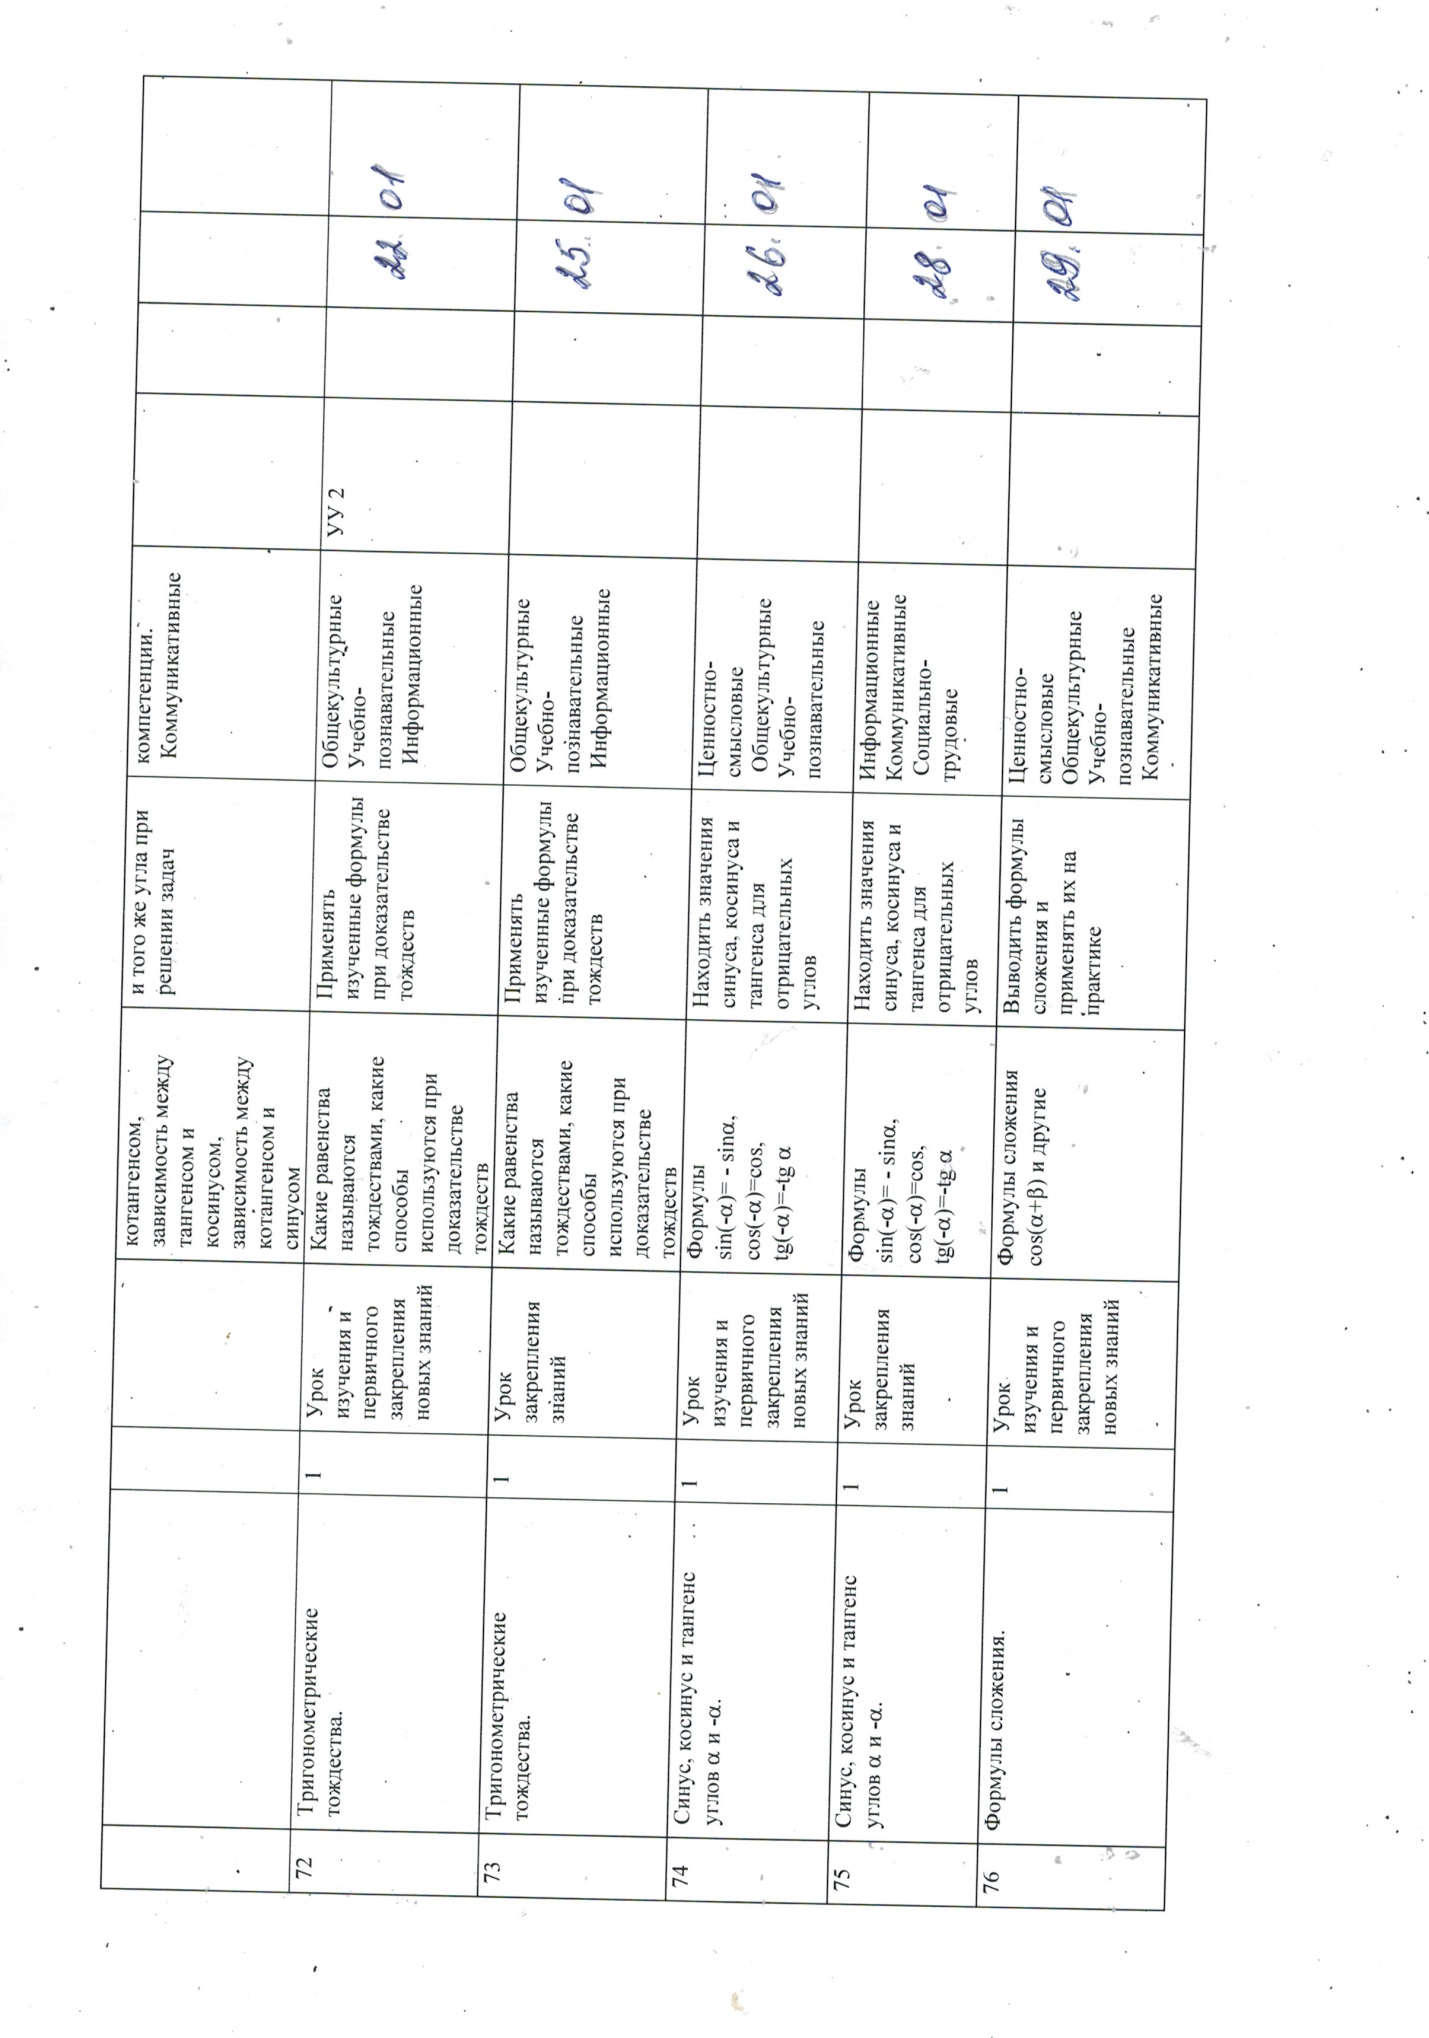 котангенсом,
зависимость между
тангенсом и
косинусом,
зависимость между
котангенсом и
синусом
и того же угла при
решении задач
компетенции.
Коммуникативные
72
Тригонометрические
тождества.
1
Урок
изучения и
первичного
закрепления
новых знаний
Какие равенства
называются
тождествами, какие
способы
используются при
доказательстве
тождеств
Применять
изученные формулы
при доказательстве
тождеств
Общекультурные
Учебно-
познавательные
Информационные
УУ 2
22. 01
73
Тригонометрические
тождества.
1
Урок
закрепления
знаний
Какие равенства
называются
тождествами, какие
способы
используются при
доказательстве
тождеств
Применять
изученные формулы
при доказательстве
тождеств
Общекультурные
Учебно-
познавательные
Информационные
25. 01
74
Синус, косинус и тангенс
углов α и -α.
1
Урок
изучения и
первичного
закрепления
новых знаний
Формулы
sin(-α)= - sinα,
cos(-α)=cos,
tg(-α)=-tg α
Находить значения
синуса, косинуса и
тангенса для
отрицательных
углов
Ценностно-
смысловые
Общекультурные
Учебно-
познавательные
26. 01
75
Синус, косинус и тангенс
углов α и -α.
1
Урок
закрепления
знаний
Формулы
sin(-α)= - sinα,
cos(-α)=cos,
tg(-α)=-tg α
Находить значения
синуса, косинуса и
тангенса для
отрицательных
углов
Информационные
Коммуникативные
Социально-
трудовые
28. 01
76
Формулы сложения.
1
Урок
изучения и
первичного
закрепления
новых знаний
Формулы сложения
cos(α+β) и другие
Выводить формулы
сложения и
применять их на
практике
Ценностно-
смысловые
Общекультурные
Учебно-
познавательные
Коммуникативные
29. 01